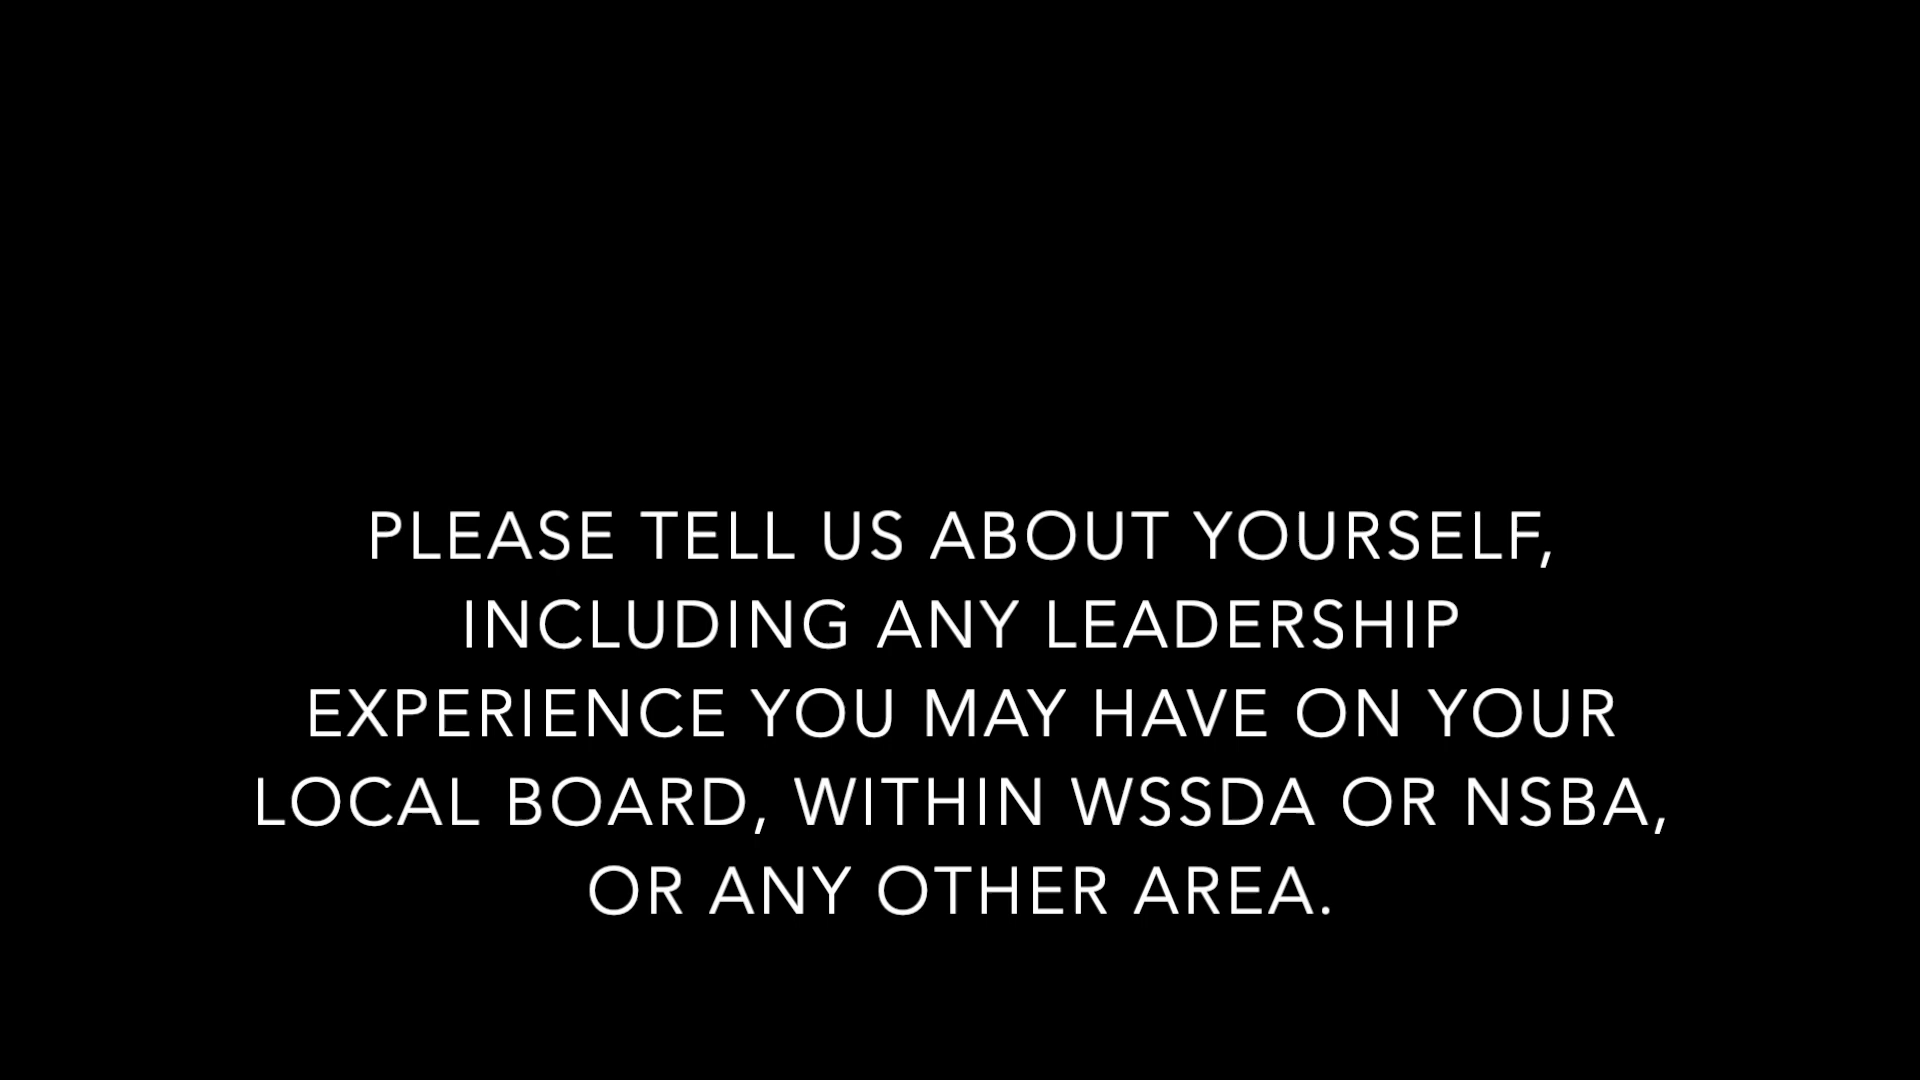 PLEASE TELL US ABOUT YOURSELF,
INCLUDING ANY LEADERSHIP
EXPERIENCE YOU MAY HAVE ON YOUR
LOCAL BOARD, WITHIN WSSDA OR NSBA,
OR ANY OTHER AREA.